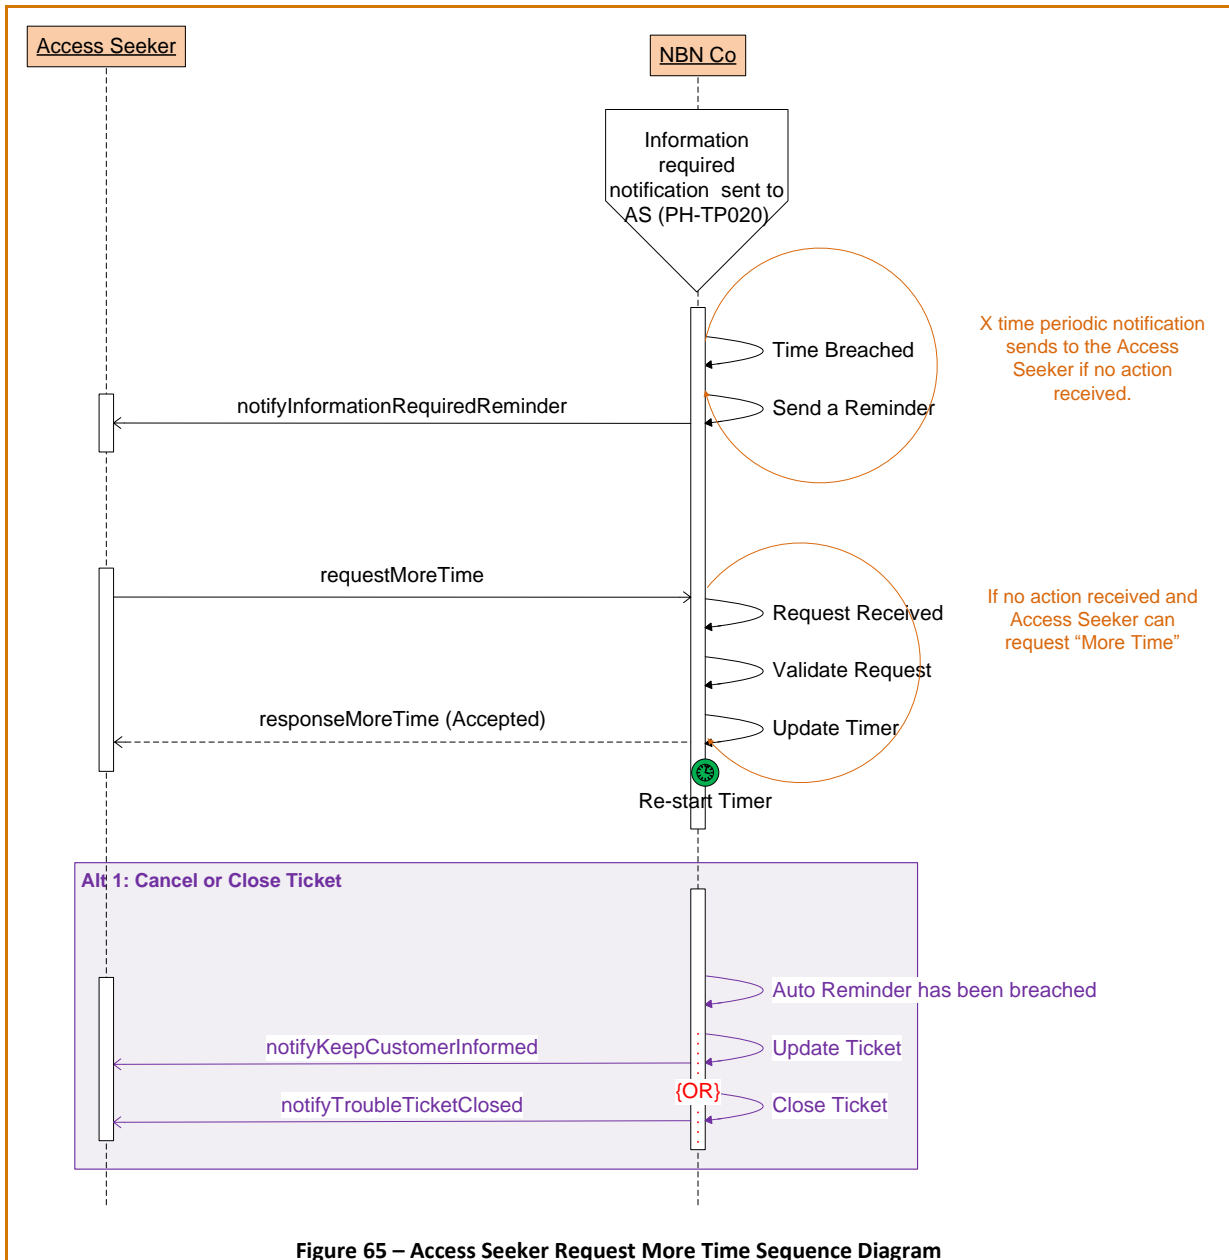 Access Seeker
NBN Co
Information
required
notification  sent to
AS (PH-TP020)
X time periodic notification
sends to the Access
Seeker if no action
received.
Time Breached
notifyInformationRequiredReminder
Send a Reminder
requestMoreTime
Request Received
If no action received and
Access Seeker can
request “More Time”
Validate Request
responseMoreTime (Accepted)
Update Timer
Re-start Timer
Alt 1: Cancel or Close Ticket
Auto Reminder has been breached
notifyKeepCustomerInformed
Update Ticket
{OR}
notifyTroubleTicketClosed
Close Ticket
Figure 65 – Access Seeker Request More Time Sequence Diagram